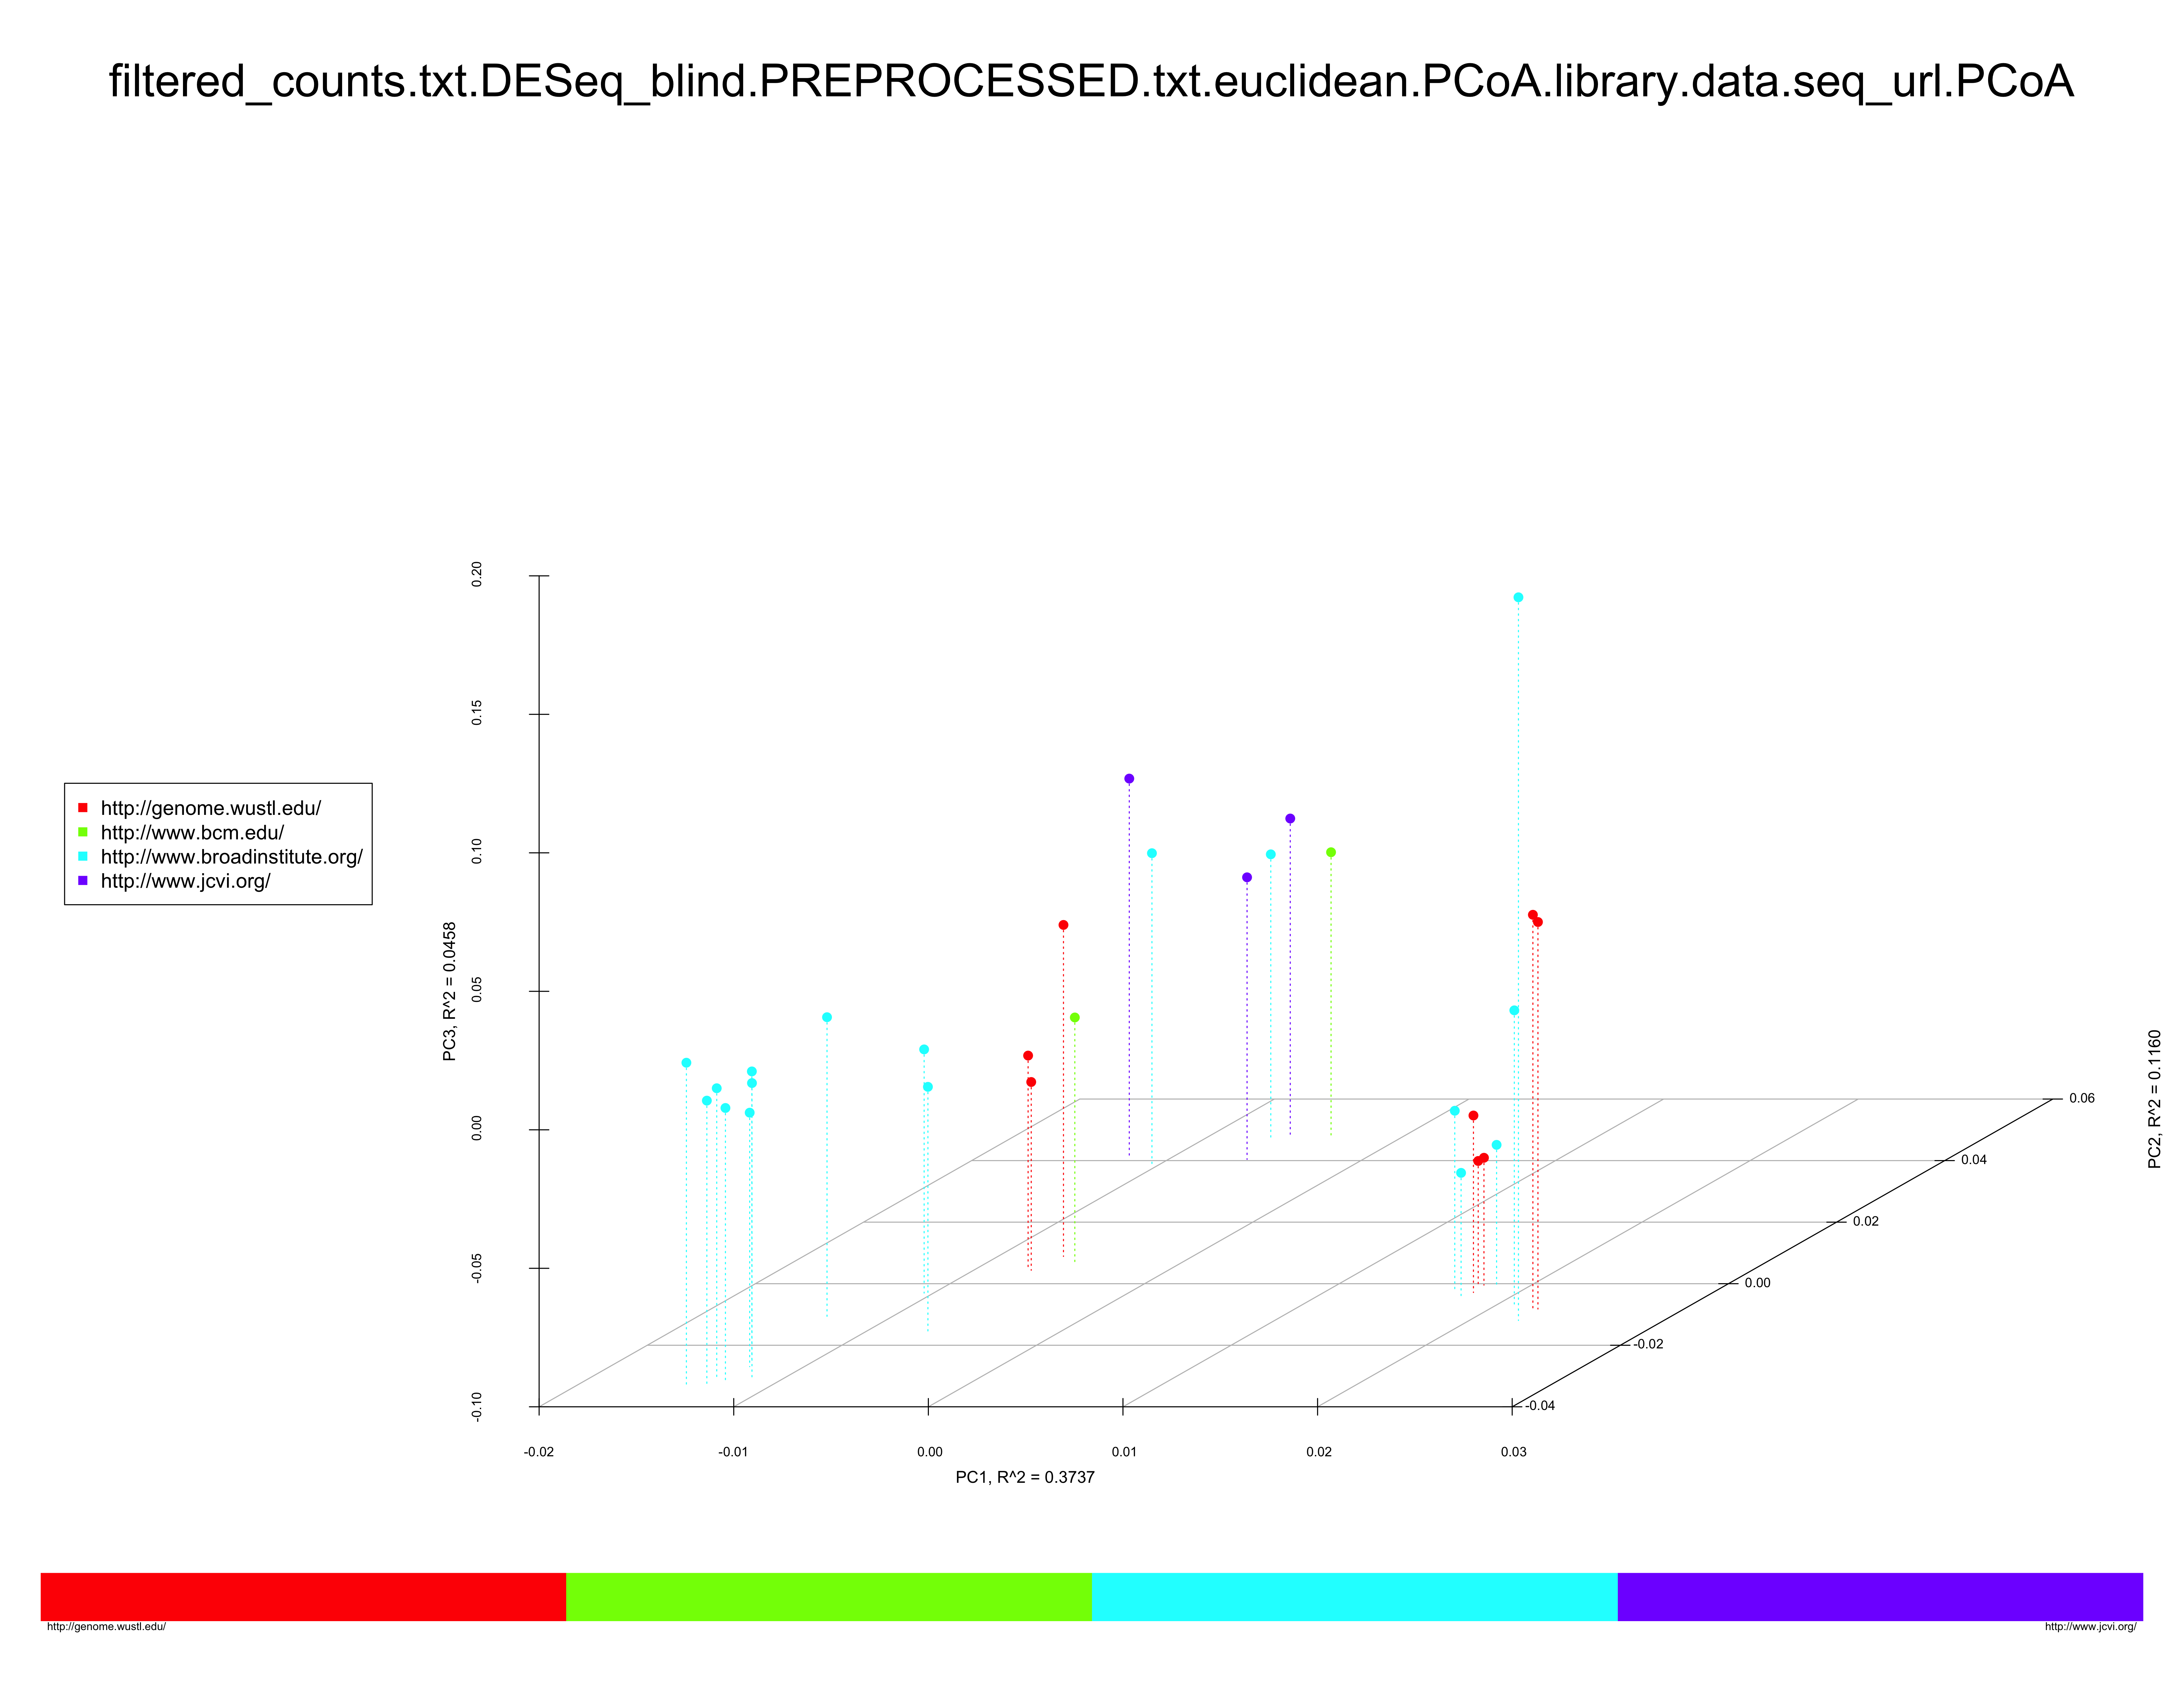 filtered_counts.txt.DESeq_blind.PREPROCESSED.txt.euclidean.PCoA.library.data.seq_url.PCoA
http://genome.wustl.edu/
http://www.bcm.edu/
http://www.broadinstitute.org/
http://www.jcvi.org/
PC3, R^2 = 0.0458
0.20
0.15
0.10
0.05
0.00
-0.05
-0.10
PC2, R^2 = 0.1160
0.06
0.04
0.02
0.00
-0.02
-0.04
-0.02
-0.01
0.00
0.01
0.02
0.03
PC1, R^2 = 0.3737
http://genome.wustl.edu/
http://www.jcvi.org/